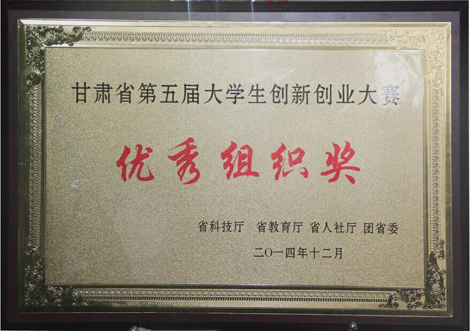 甘肃省第五届大学生创新创业大赛
优秀组织奖
省科技厅 省教育厅 省人社厅 团省委
二〇一四年十二月